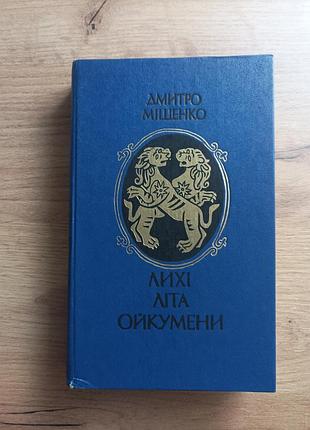 ДМИТРО
МІЩЕНКО
ЛИХІ
ЛІТА
ОЙКУМЕНИ